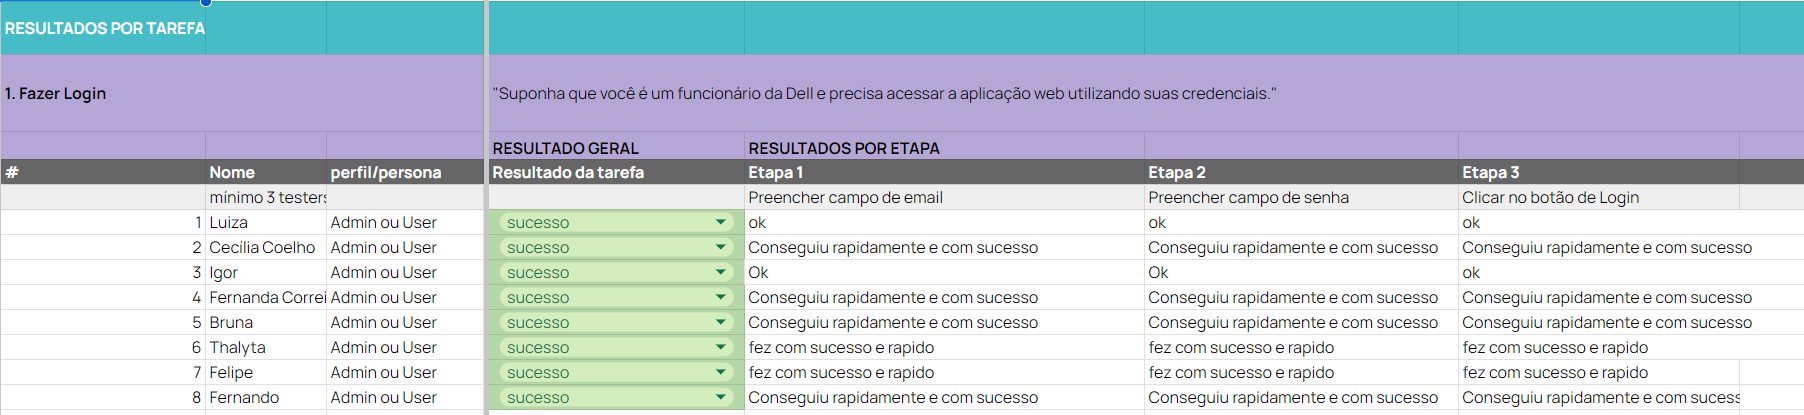 RESULTADOS POR TAREFA
1. Fazer Login "Suponha que você é um funcionário da Dell e precisa acessar a aplicação web utilizando suas credenciais."
RESULTADO GERAL RESULTADOS POR ETAPA
# Nome perfil/persona Resultado da tarefa Etapa 1 Etapa 2 Etapa 3
mínimo 3 testers Preencher campo de email Preencher campo de senha Clicar no botão de Login
1 Luiza Admin ou User sucesso ok ok ok
2 Cecília Coelho Admin ou User sucesso Conseguiu rapidamente e com sucesso Conseguiu rapidamente e com sucesso Conseguiu rapidamente e com sucesso
3 Igor Admin ou User sucesso Ok Ok ok
4 Fernanda Correi Admin ou User sucesso Conseguiu rapidamente e com sucesso Conseguiu rapidamente e com sucesso Conseguiu rapidamente e com sucesso
5 Bruna Admin ou User sucesso Conseguiu rapidamente e com sucesso Conseguiu rapidamente e com sucesso Conseguiu rapidamente e com sucesso
6 Thalyta Admin ou User sucesso fez com sucesso e rapido fez com sucesso e rapido fez com sucesso e rapido
7 Felipe Admin ou User sucesso fez com sucesso e rapido fez com sucesso e rapido fez com sucesso e rapido
8 Fernando Admin ou User sucesso Conseguiu rapidamente e com sucesso Conseguiu rapidamente e com sucesso Conseguiu rapidamente e com sucess